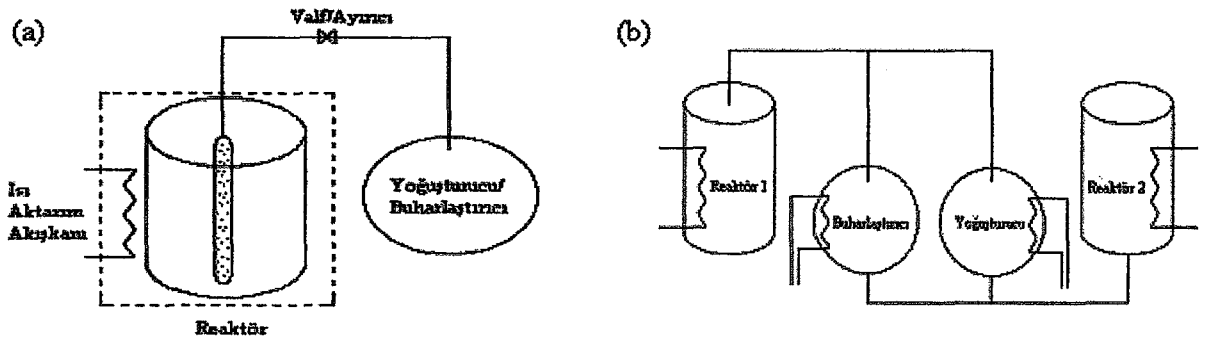 (a)
Valf/Ayırıcı
Isı
Aktarım
Akışkanı
Yoğuşturucu/
Buharlaştırıcı
Reaktör
(b)
Reaktör 1
Buharlaştırıcı
Yoğuşturucu
Reaktör 2